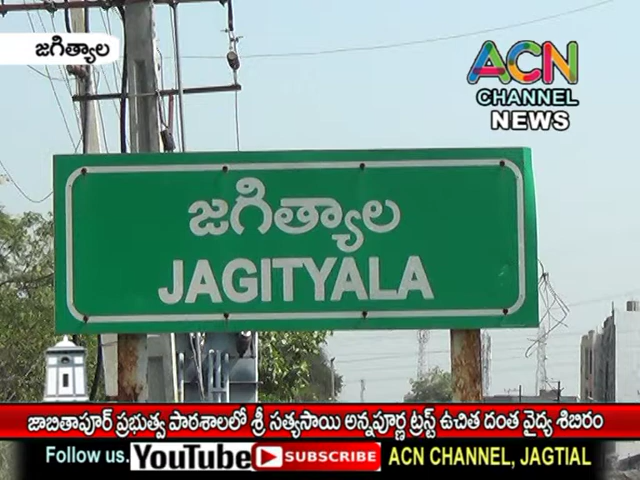 జగిత్యాల
ACN
CHANNEL
NEWS
జగిత్యాల
JAGITYALA
జాబితాపూర్ ప్రభుత్వ పాఠశాలలో శ్రీ సత్యసాయి అన్నపూర్ణ ట్రస్ట్ ఉచిత దంత వైద్య శిబిరం
Follow us. YouTube SUBSCRIBE ACN CHANNEL, JAGTIAL